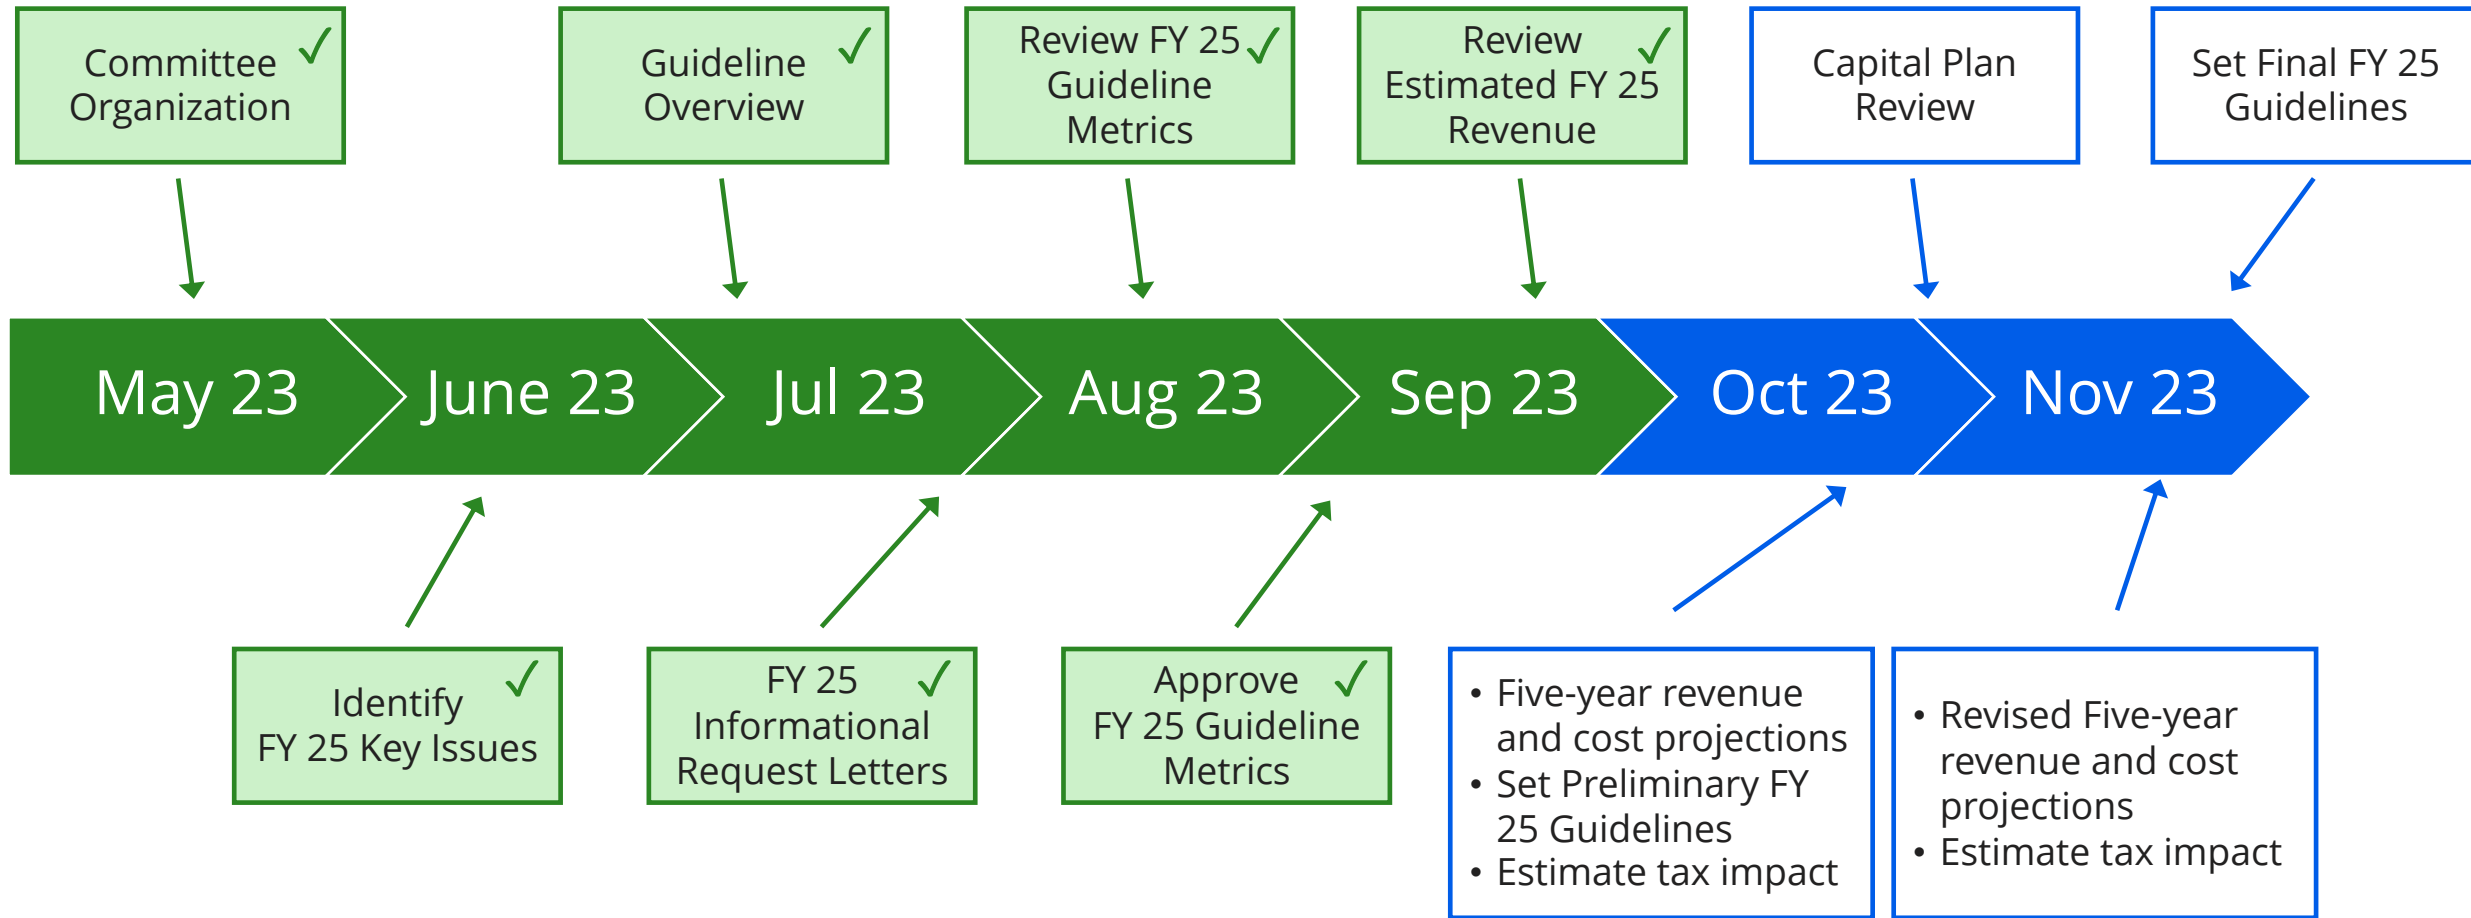 Committee ✓
Organization
Guideline ✓
Overview
Review FY 25 ✓
Guideline
Metrics
Review ✓
Estimated FY 25
Revenue
Capital Plan
Review
Set Final FY 25
Guidelines
May 23
June 23
Jul 23
Aug 23
Sep 23
Oct 23
Nov 23
Identify ✓
FY 25 Key Issues
FY 25 ✓
Informational
Request Letters
Approve ✓
FY 25 Guideline
Metrics
• Five-year revenue
and cost projections
• Set Preliminary FY
25 Guidelines
• Estimate tax impact
• Revised Five-year
revenue and cost
projections
• Estimate tax impact